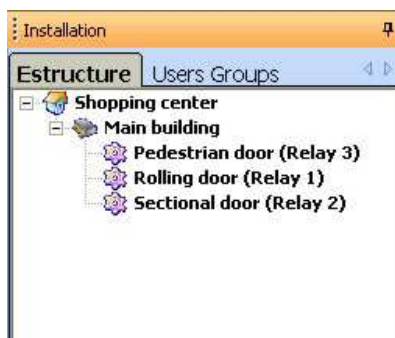 Installation
Estructure Users Groups
Shopping center
Main building
Pedestrian door (Relay 3)
Rolling door (Relay 1)
Sectional door (Relay 2)